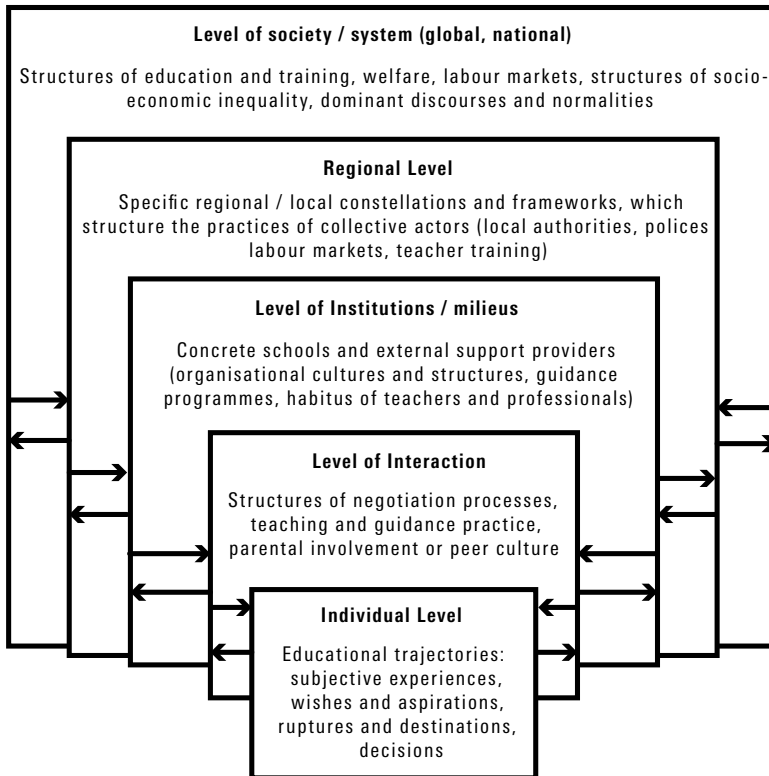 Level of society / system (global, national)
Structures of education and training, welfare, labour markets, structures of socio-
economic inequality, dominant discourses and normalities
Regional Level
Specific regional / local constellations and frameworks, which
structure the practices of collective actors (local authorities, polices
labour markets, teacher training)
Level of Institutions / milieus
Concrete schools and external support providers
(organisational cultures and structures, guidance
programmes, habitus of teachers and professionals)
Level of Interaction
Structures of negotiation processes,
teaching and guidance practice,
parental involvement or peer culture
Individual Level
Educational trajectories:
subjective experiences,
wishes and aspirations,
ruptures and destinations,
decisions